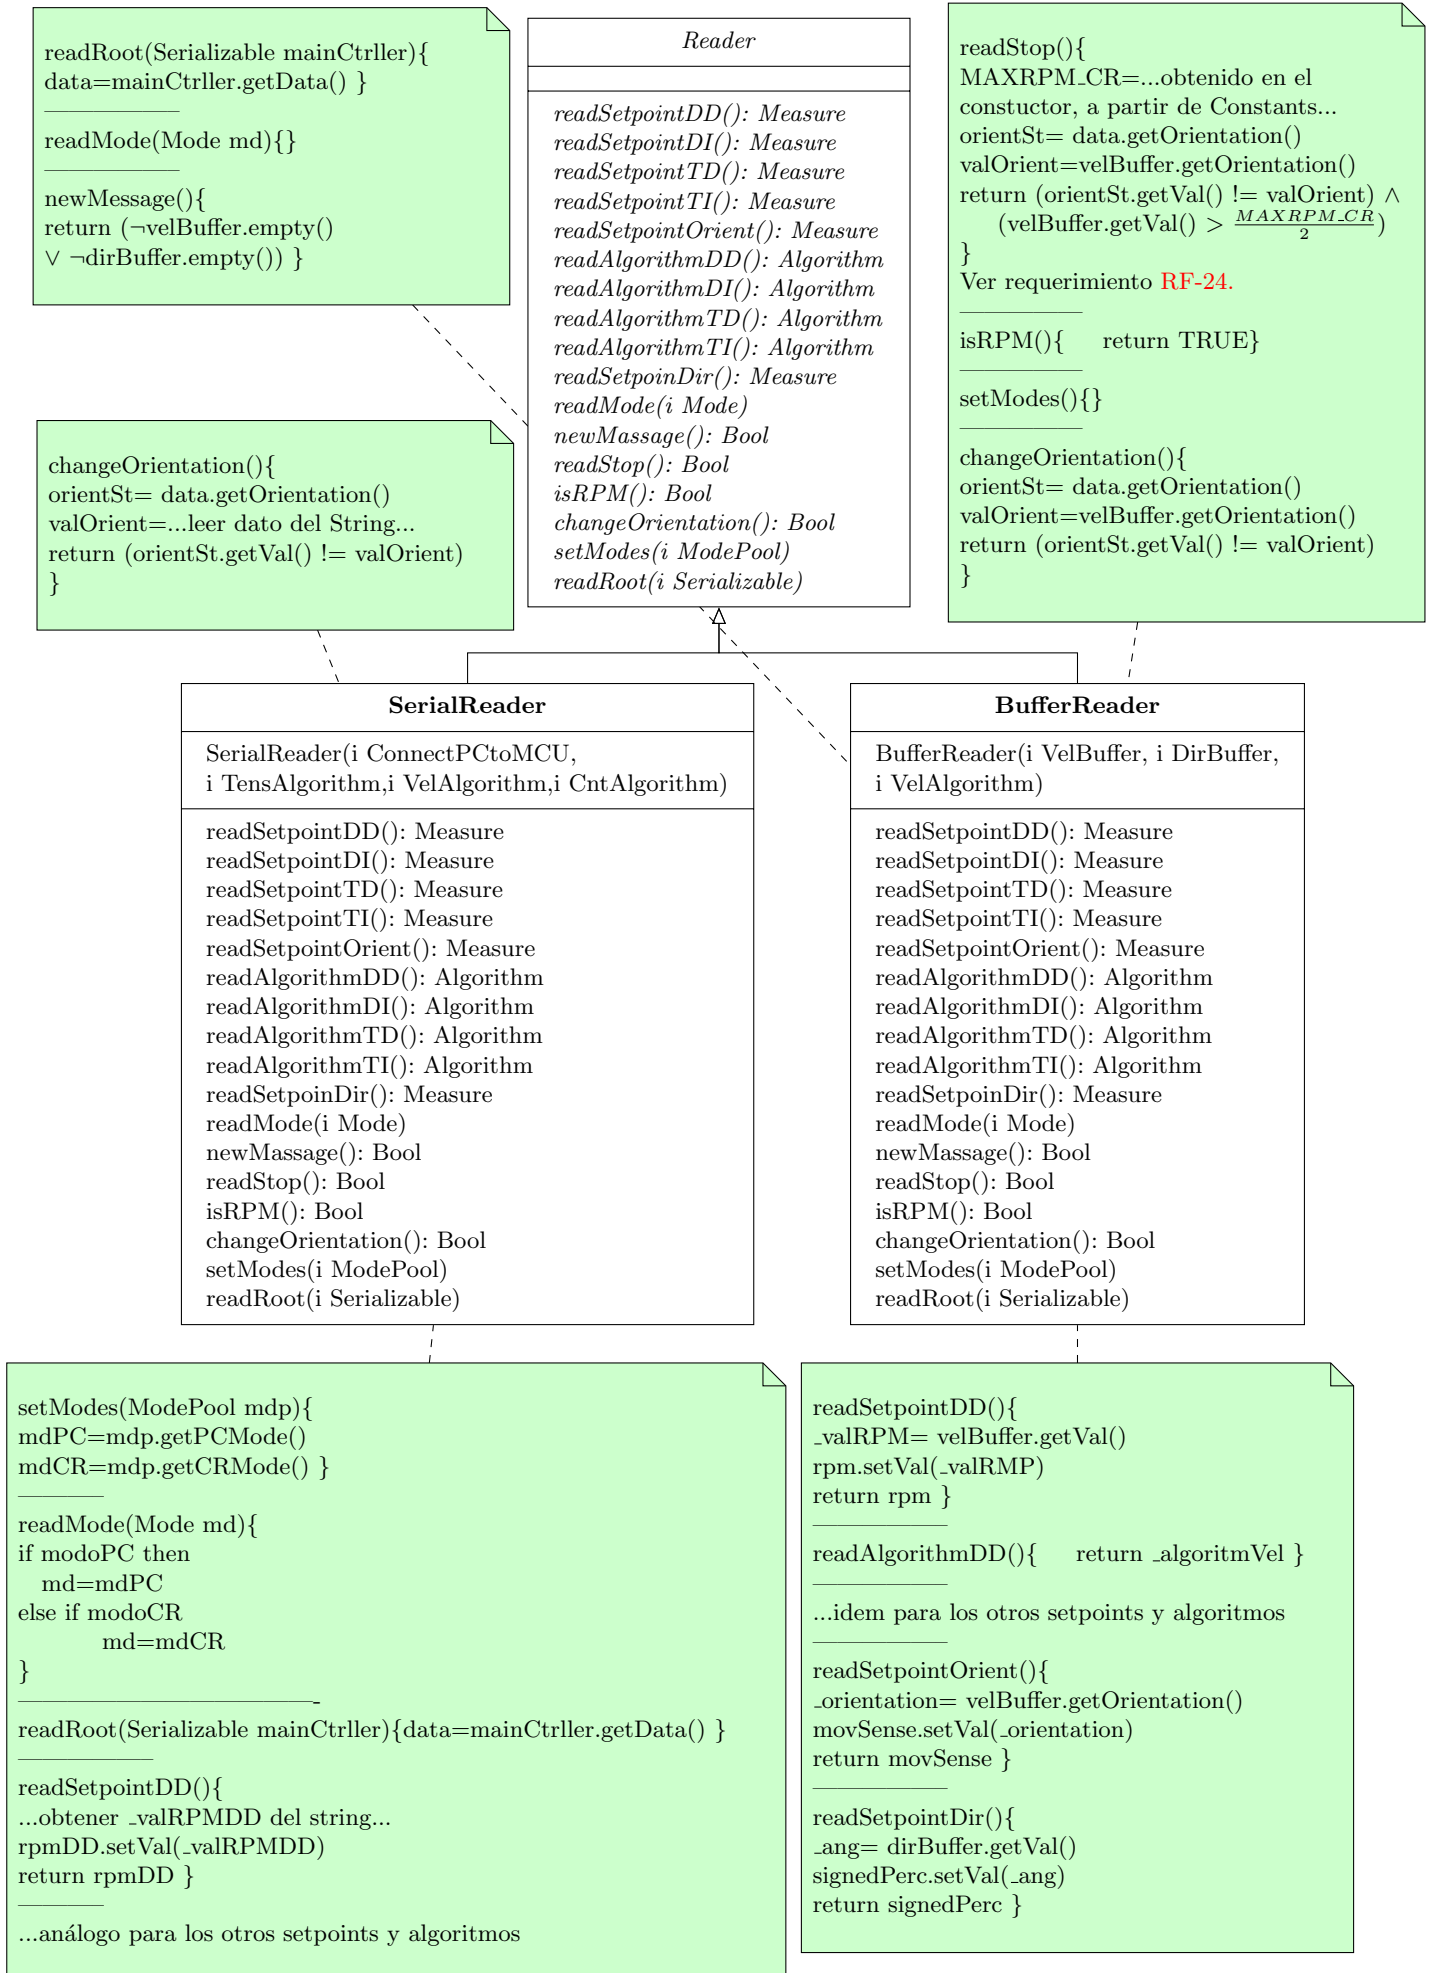 readRoot(Serializable mainCtrller){
data=mainCtrller.getData() }
readMode(Mode md){}
newMessage(){
return (¬velBuffer.empty()
∨ ¬dirBuffer.empty()) }
Reader
readSetpointDD(): Measure
readSetpointDI(): Measure
readSetpointTD(): Measure
readSetpointTI(): Measure
readSetpointOrient(): Measure
readAlgorithmDD(): Algorithm
readAlgorithmDI(): Algorithm
readAlgorithmTD(): Algorithm
readAlgorithmTI(): Algorithm
readSetpoinDir(): Measure
readMode(i Mode)
newMassage(): Bool
readStop(): Bool
isRPM(): Bool
changeOrientation(): Bool
setModes(i ModePool)
readRoot(i Serializable)
readStop(){
MAXRPM_CR=...obtenido en el
constuctor, a partir de Constants...
orientSt= data.getOrientation()
valOrient=velBuffer.getOrientation()
return (orientSt.getVal() != valOrient) ∧
(velBuffer.getVal() > MAXRPM_CR/2)
}
Ver requerimiento RF-24.
isRPM(){ return TRUE}
setModes(){}
changeOrientation(){
orientSt= data.getOrientation()
valOrient=velBuffer.getOrientation()
return (orientSt.getVal() != valOrient)
}
changeOrientation(){
orientSt= data.getOrientation()
valOrient=...leer dato del String...
return (orientSt.getVal() != valOrient)
}
SerialReader
SerialReader(i ConnectPCtoMCU,
i TensAlgorithm,i VelAlgorithm,i CntAlgorithm)
readSetpointDD(): Measure
readSetpointDI(): Measure
readSetpointTD(): Measure
readSetpointTI(): Measure
readSetpointOrient(): Measure
readAlgorithmDD(): Algorithm
readAlgorithmDI(): Algorithm
readAlgorithmTD(): Algorithm
readAlgorithmTI(): Algorithm
readSetpoinDir(): Measure
readMode(i Mode)
newMassage(): Bool
readStop(): Bool
isRPM(): Bool
changeOrientation(): Bool
setModes(i ModePool)
readRoot(i Serializable)
BufferReader
BufferReader(i VelBuffer, i DirBuffer,
i VelAlgorithm)
readSetpointDD(): Measure
readSetpointDI(): Measure
readSetpointTD(): Measure
readSetpointTI(): Measure
readSetpointOrient(): Measure
readAlgorithmDD(): Algorithm
readAlgorithmDI(): Algorithm
readAlgorithmTD(): Algorithm
readAlgorithmTI(): Algorithm
readSetpoinDir(): Measure
readMode(i Mode)
newMassage(): Bool
readStop(): Bool
isRPM(): Bool
changeOrientation(): Bool
setModes(i ModePool)
readRoot(i Serializable)
setModes(ModePool mdp){
mdPC=mdp.getPCMode()
mdCR=mdp.getCRMode() }
readMode(Mode md){
if modoPC then
md=mdPC
else if modoCR
md=mdCR
}
readRoot(Serializable mainCtrller){data=mainCtrller.getData() }
readSetpointDD(){
...obtener _valRPMDD del string...
rpmDD.setVal(_valRPMDD)
return rpmDD }
...análogo para los otros setpoints y algoritmos
readSetpointDD(){
_valRPM= velBuffer.getVal()
rpm.setVal(_valRMP)
return rpm }
readAlgorithmDD(){ return _algoritmVel }
...idem para los otros setpoints y algoritmos
readSetpointOrient(){
_orientation= velBuffer.getOrientation()
movSense.setVal(_orientation)
return movSense }
readSetpointDir(){
_ang= dirBuffer.getVal()
signedPerc.setVal(_ang)
return signedPerc }